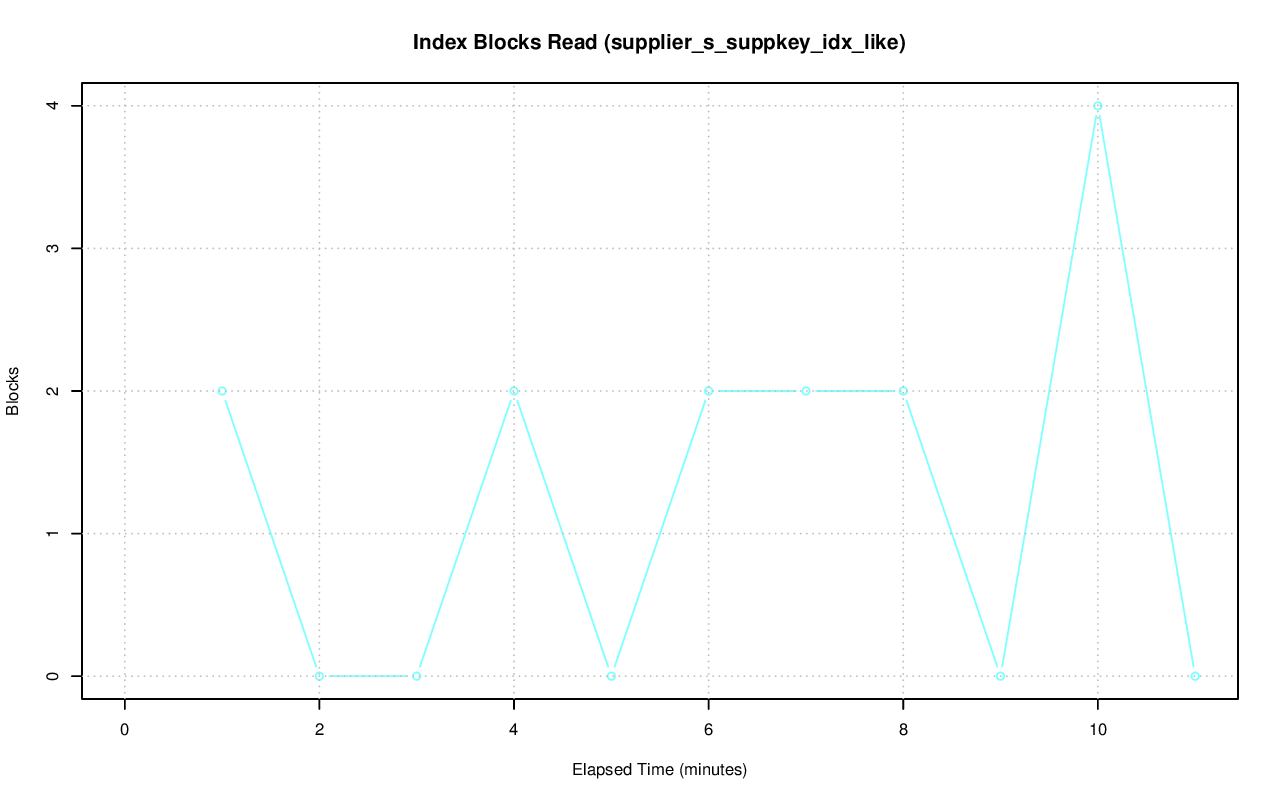 Index Blocks Read (supplier_s_suppkey_idx_like)
4
3
2
1
0
Blocks
0 2 4 6 8 10
Elapsed Time (minutes)